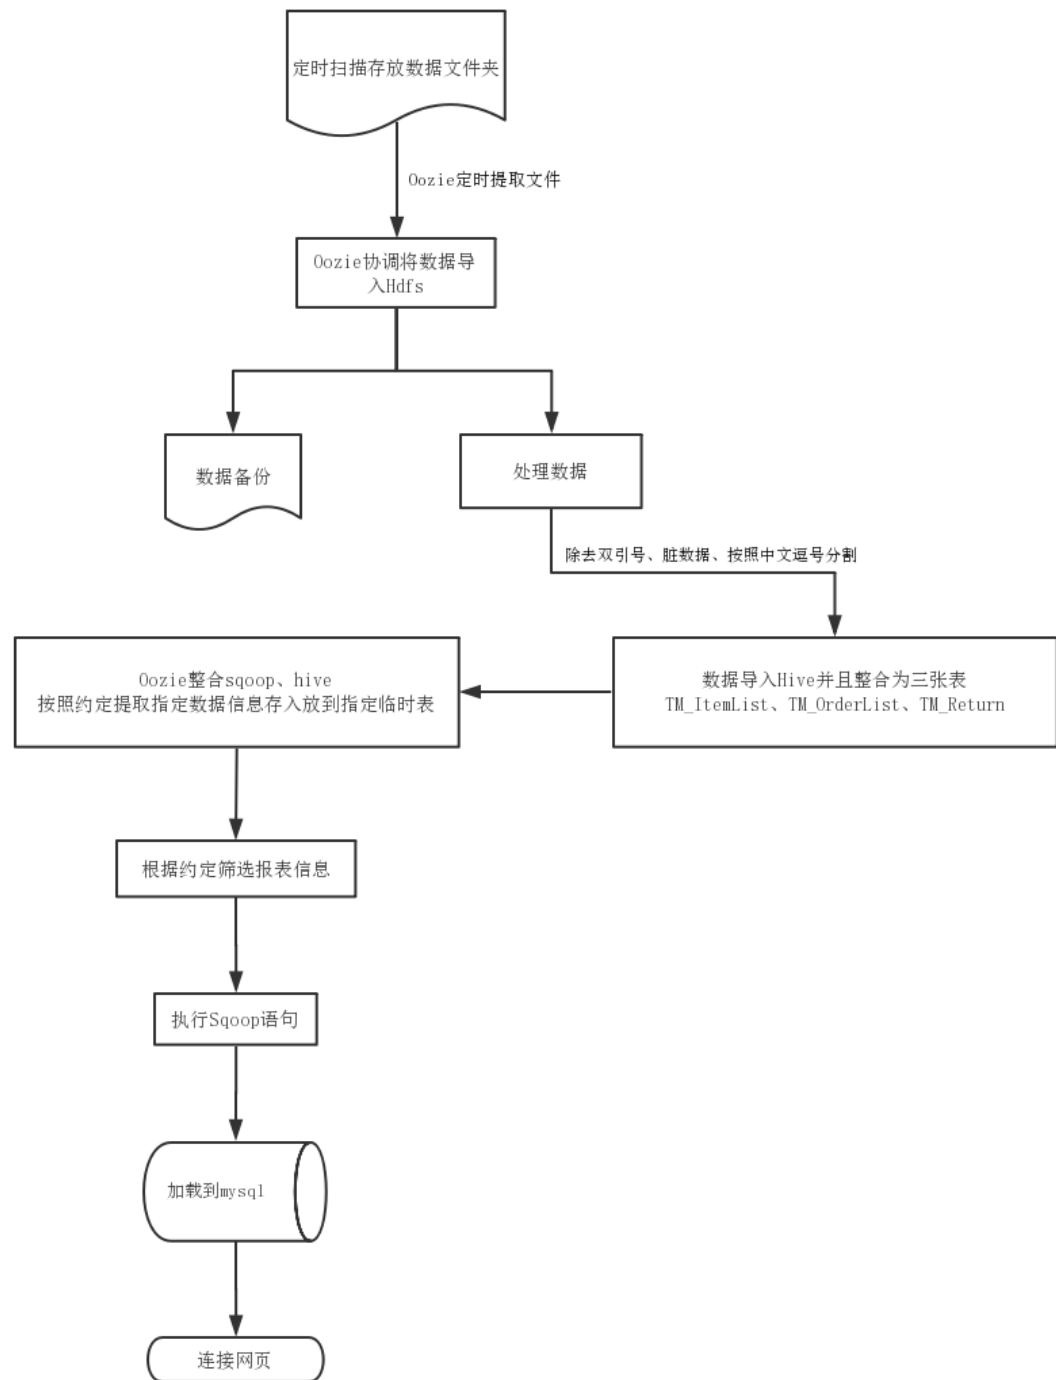 定时扫描存放数据文件夹
Oozie定时提取文件
Oozie协调将数据导
入Hdfs
数据备份
处理数据
除去双引号、脏数据、按照中文逗号分割
Oozie整合sqoop、hive
按照约定提取指定数据信息存入放到指定临时表
数据导入Hive并且整合为三张表
TM_ItemList、TM_OrderList、TM_Return
根据约定筛选报表信息
执行Sqoop语句
加载到mysql
连接网页